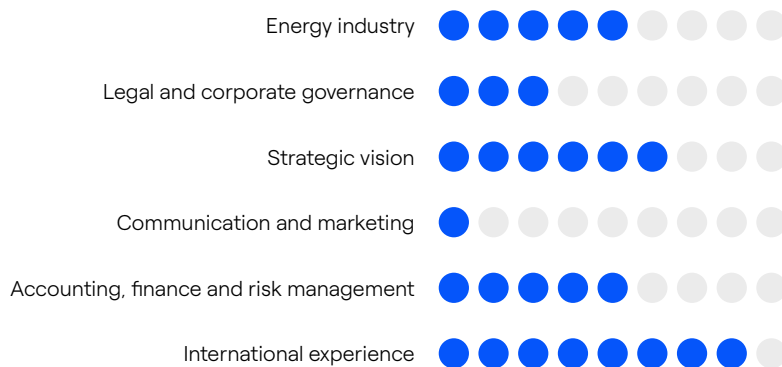 Energy industry
Legal and corporate governance
Strategic vision
Communication and marketing
Accounting, finance and risk management
International experience